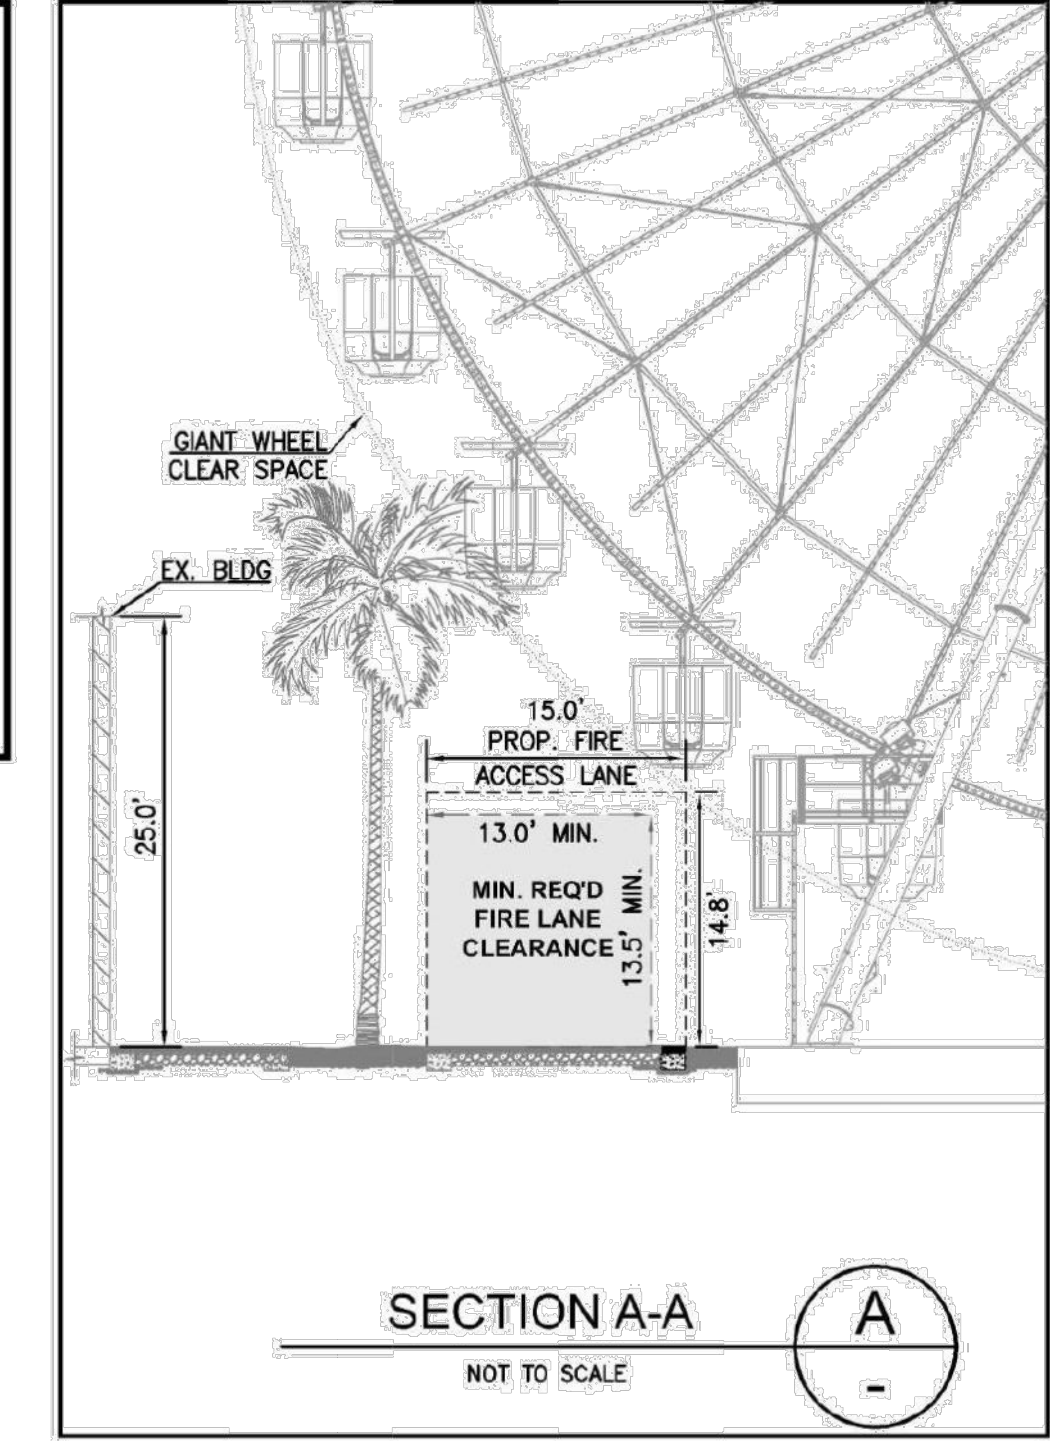 GIANT WHEEL
CLEAR SPACE
EX. BLDG
25.0'
15.0'
PROP. FIRE
ACCESS LANE
13.0' MIN.
MIN. REQ'D
FIRE LANE
CLEARANCE
13.5' MIN.
14.8'
SECTION A-A
NOT TO SCALE
A
-